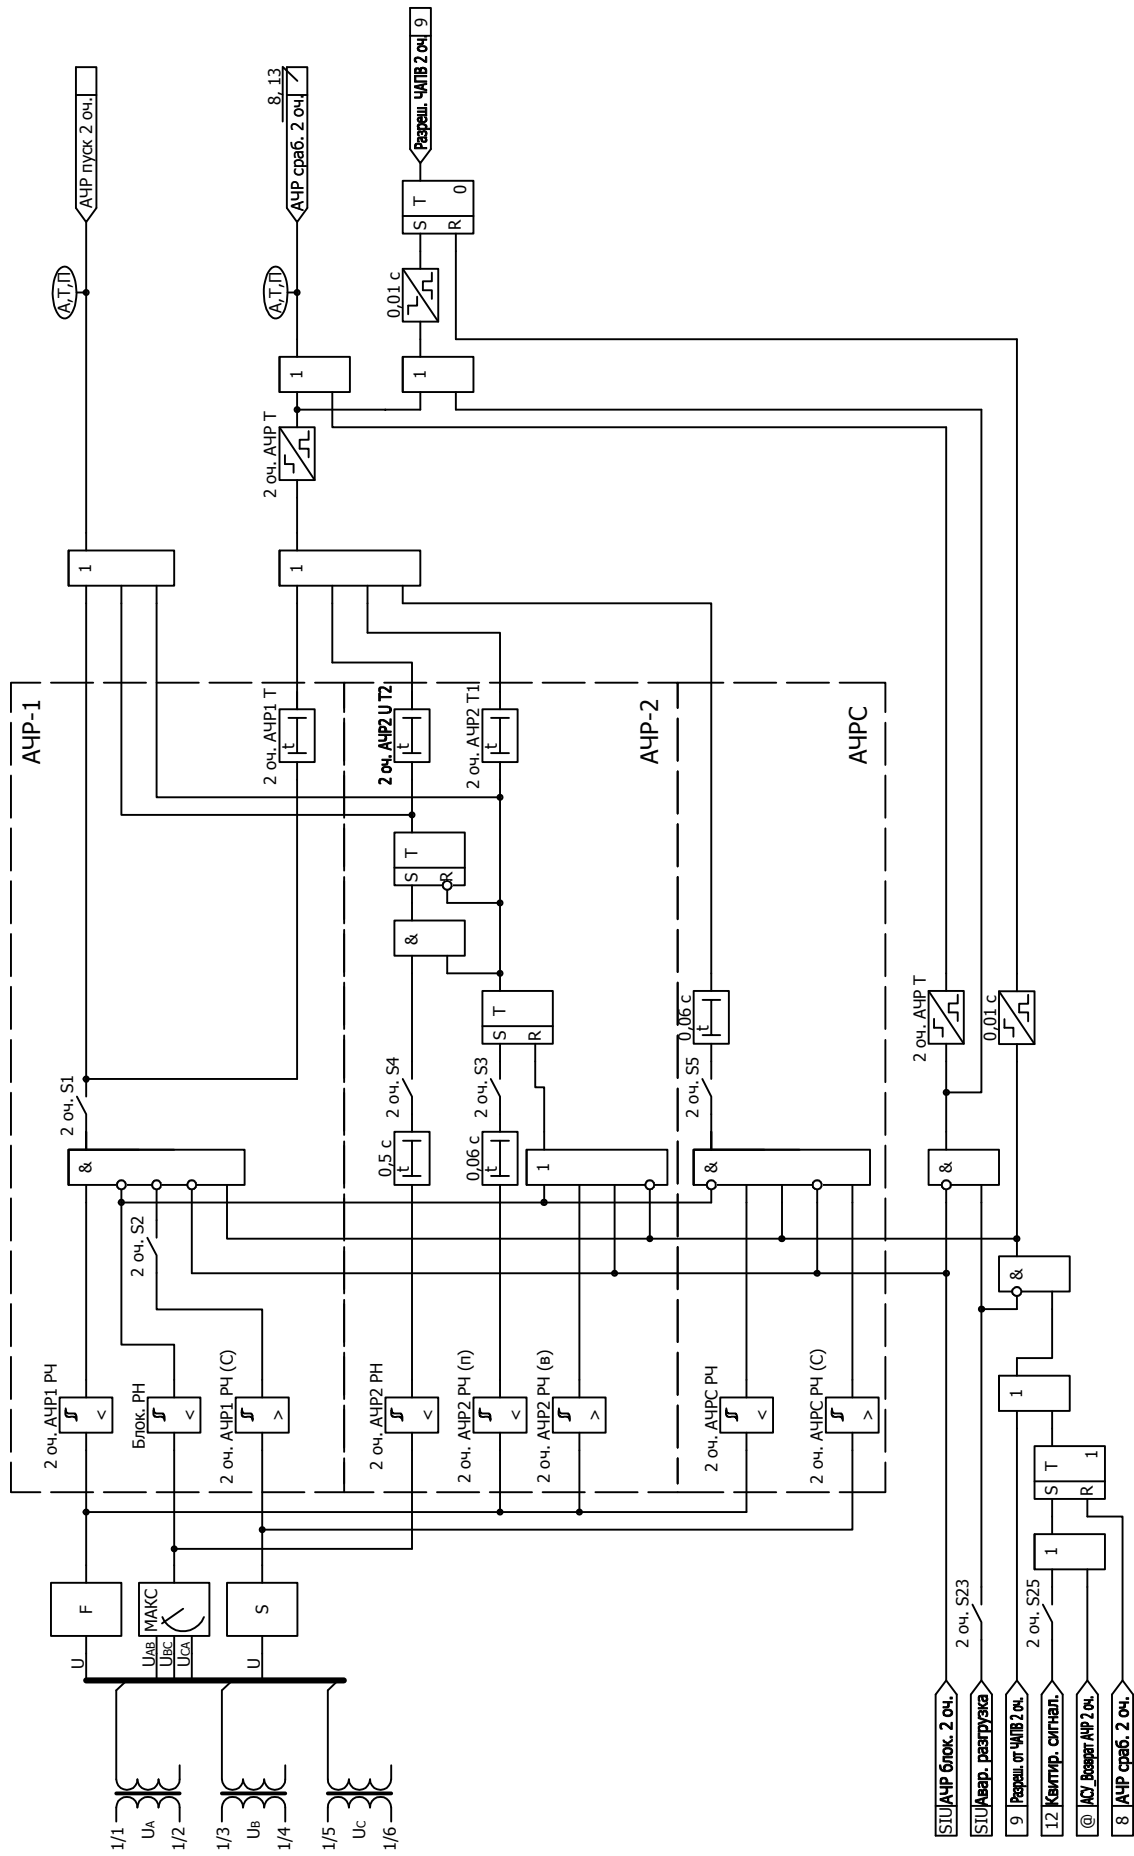 1/1
UA
1/2
1/3
UB
1/4
1/5
UC
1/6
U
UAB
UBC
UCA
U
F
МАКС
S
2 оч. АЧР1 РЧ
<
Блок. РН
<
2 оч. АЧР1 РЧ (С)
>
2 оч. АЧР2 РН
<
2 оч. АЧР2 РЧ (п)
<
2 оч. АЧР2 РЧ (в)
>
2 оч. АЧРС РЧ
<
2 оч. АЧРС РЧ (С)
>
2 оч. S2
&
2 оч. S1
0,5 с
t
2 оч. S4
0,06 с
t
2 оч. S3
1
&
2 оч. S5
0,06 с
t
S T
R
&
S T
R
2 оч. АЧР1 Т
t
2 оч. АЧР2 U Т2
t
2 оч. АЧР2 Т1
t
АЧР-1
АЧР-2
АЧРС
1
1
2 оч. АЧР Т
1
1
0,01 с
S T
R 0
А,Т,П
А,Т,П
АЧР пуск 2 оч.
АЧР сраб. 2 оч.
8, 13
Разреш. ЧАПВ 2 оч. 9
SIU АЧР блок. 2 оч.
SIU Авар. разгрузка
9 Разреш. от ЧАПВ 2 оч.
12 Квитир. сигнал.
@ АСУ_Возврат АЧР 2 оч.
8 АЧР сраб. 2 оч.
2 оч. S23
2 оч. S25
1
S T
R 1
1
&
&
2 оч. АЧР Т
0,01 с